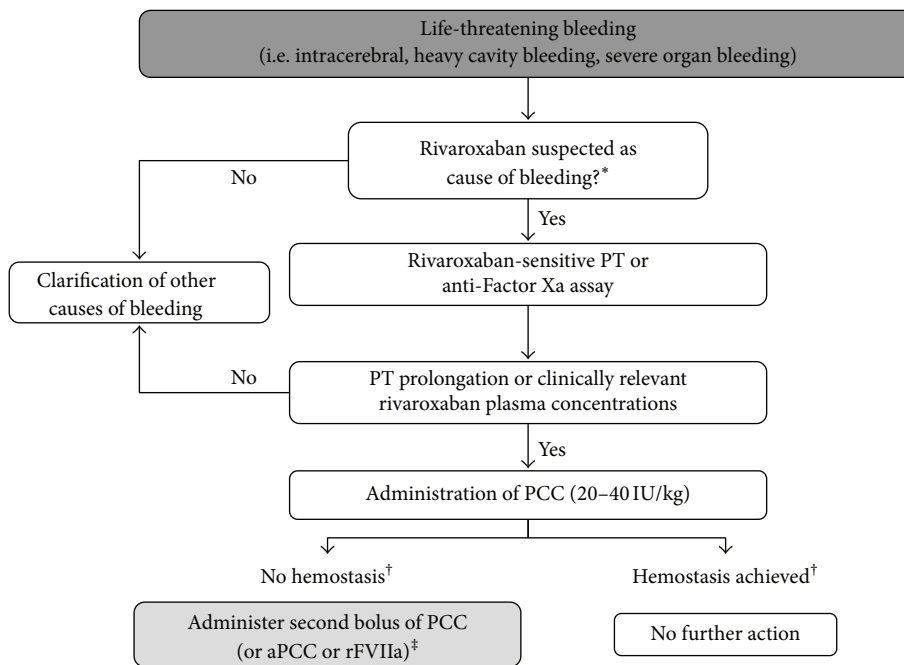 Life-threatening bleeding
(i.e. intracerebral, heavy cavity bleeding, severe organ bleeding)
Rivaroxaban suspected as
cause of bleeding?*
No
Yes
Rivaroxaban-sensitive PT or
anti-Factor Xa assay
Clarification of other
causes of bleeding
No
PT prolongation or clinically relevant
rivaroxaban plasma concentrations
Yes
Administration of PCC (20–40 IU/kg)
No hemostasis†
Hemostasis achieved†
Administer second bolus of PCC
(or aPCC or rFVIIa)‡
No further action